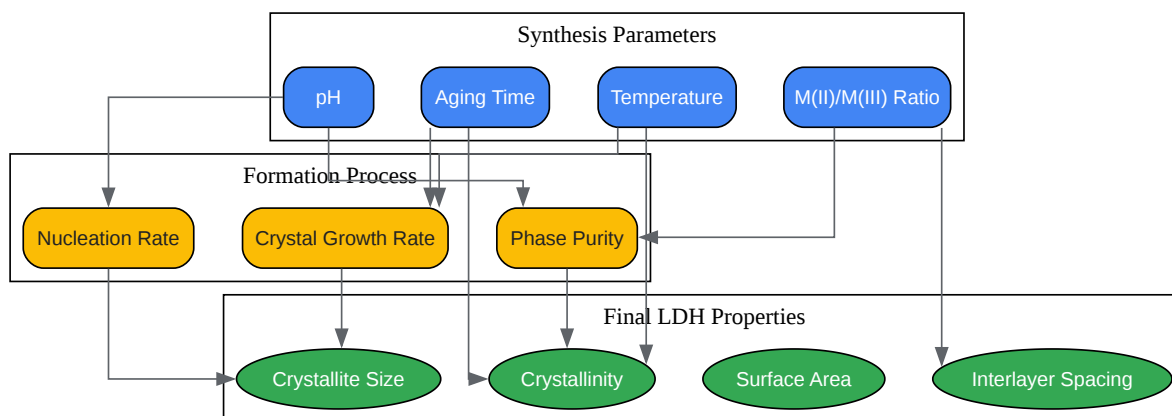 Synthesis Parameters
pH
Aging Time
Temperature
M(II)/M(III) Ratio
Formation Process
Nucleation Rate
Crystal Growth Rate
Phase Purity
Final LDH Properties
Crystallite Size
Crystallinity
Surface Area
Interlayer Spacing